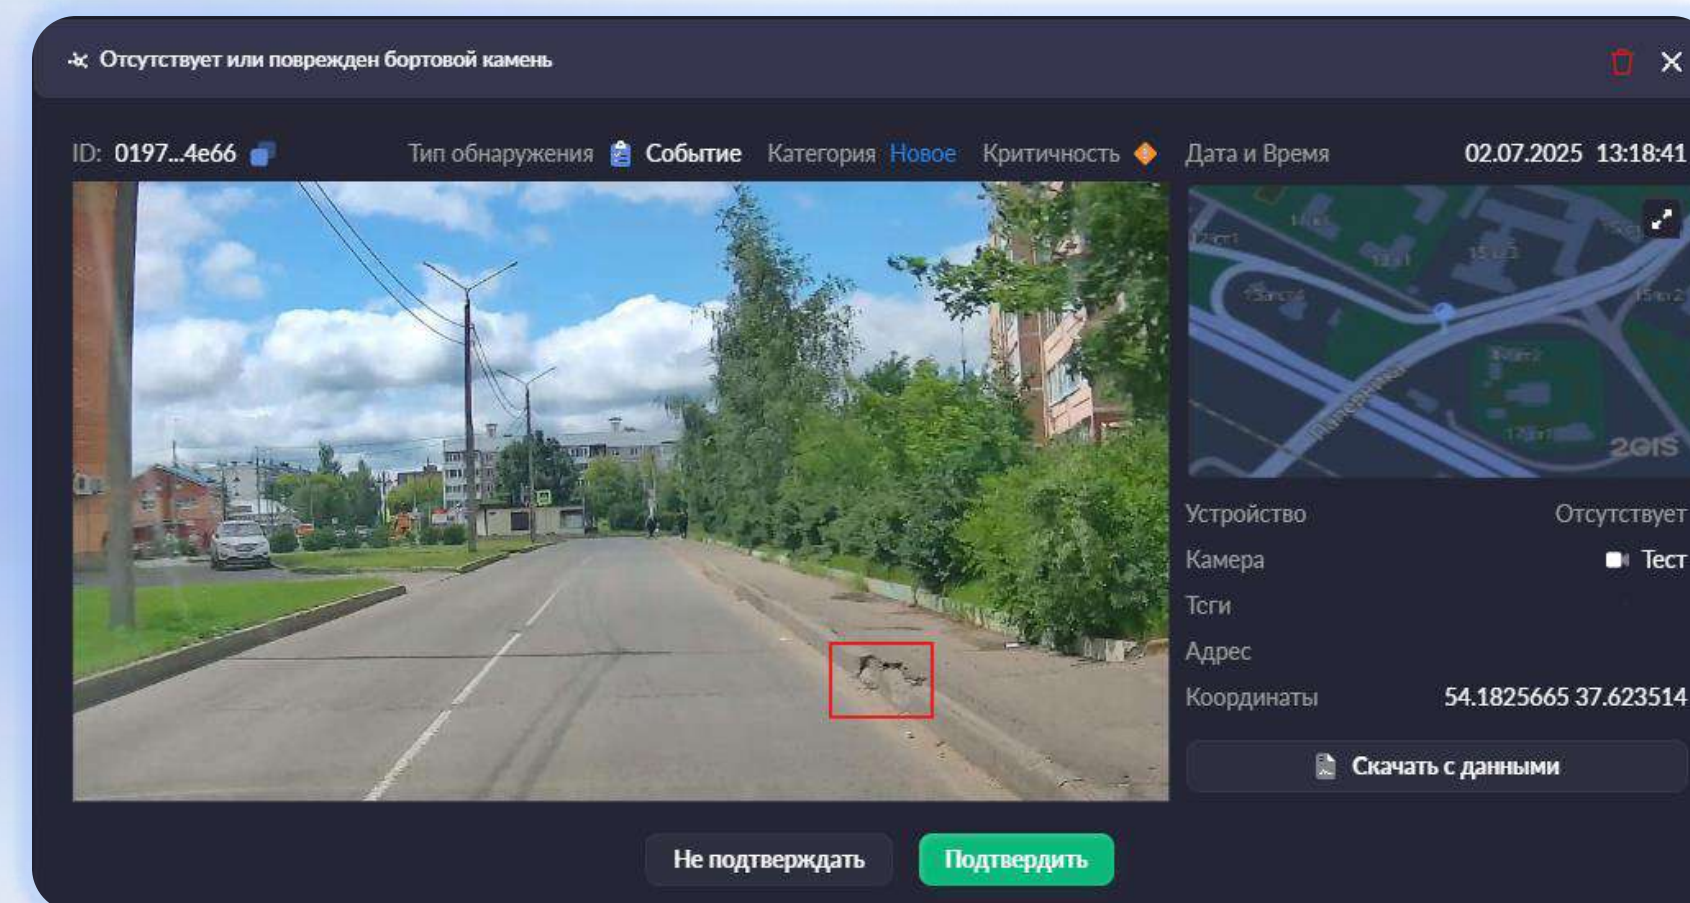 Отсутствует или поврежден бортовой камень
ID: 0197...4e66 Тип обнаружения Событие Категория Новое Критичность Дата и Время 02.07.2025 13:18:41
2GIS
Устройство Отсутствует
Камера Тест
Теги
Адрес
Координаты 54.1825665 37.623514
Скачать с данными
Не подтверждать Подтвердить